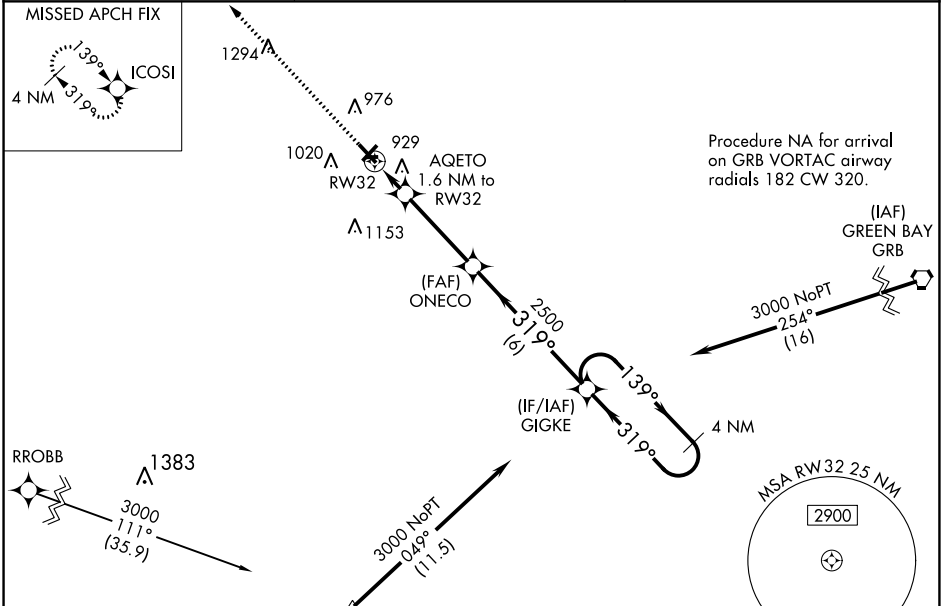 MISSED APCH FIX
139°
ICOSI
4 NM
319°
1294
976
1020
929
RW32
AQETO
1.6 NM to
RW32
1153
Procedure NA for arrival
on GRB VORTAC airway
radials 182 CW 320.
(IAF)
GREEN BAY
GRB
(FAF)
ONECO
3000 NoPT
254°
(16)
2500
319°
(6)
(IF/IAF)
GIGKE
139°
319°
4 NM
RROBB
1383
3000
111°
(35.9)
3000 NoPT
049°
(11.5)
MSA RW32 25 NM
2900